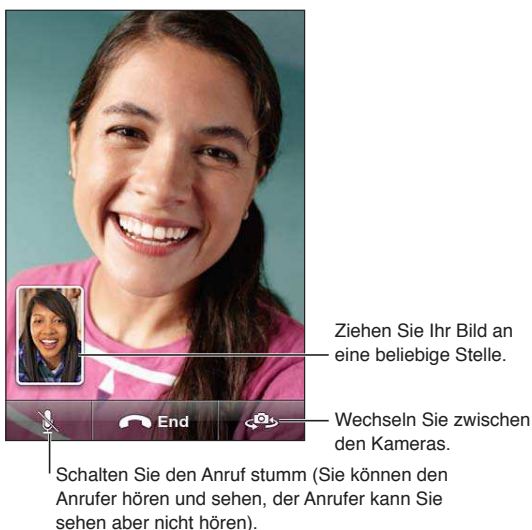 Ziehen Sie Ihr Bild an
eine beliebige Stelle.
End
Wechseln Sie zwischen
den Kameras.
Schalten Sie den Anruf stumm (Sie können den
Anrufer hören und sehen, der Anrufer kann Sie
sehen aber nicht hören).